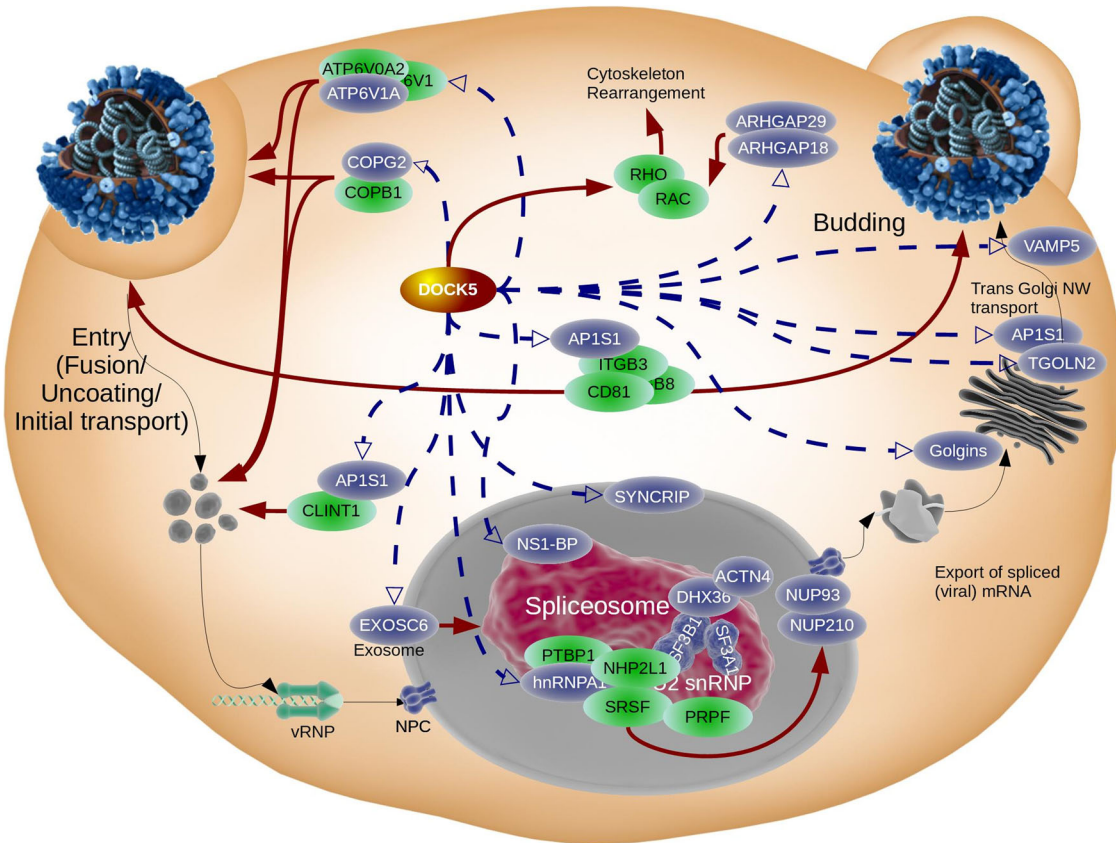 ATP6V0A2
6V1
ATP6V1A
COPG2
COPB1
Cytoskeleton
Rearrangement
ARHGAP29
ARHGAP18
RHO
RAC
Budding
VAMP5
DOCK5
Trans Golgi NW
transport
AP1S1
TGOLN2
AP1S1
ITGB3
B8
CD81
Entry
(Fusion/
Uncoating/
Initial transport)
Golgins
AP1S1
CLINT1
SYNCRIP
NS1-BP
Spliceosome
ACTN4
DHX36
SF3B1
SF3A1
NUP93
NUP210
Export of spliced
(viral) mRNA
EXOSC6
Exosome
PTBP1
NHP2L1
hnRNPA1
U2 snRNP
SRSF
PRPF
vRNP
NPC